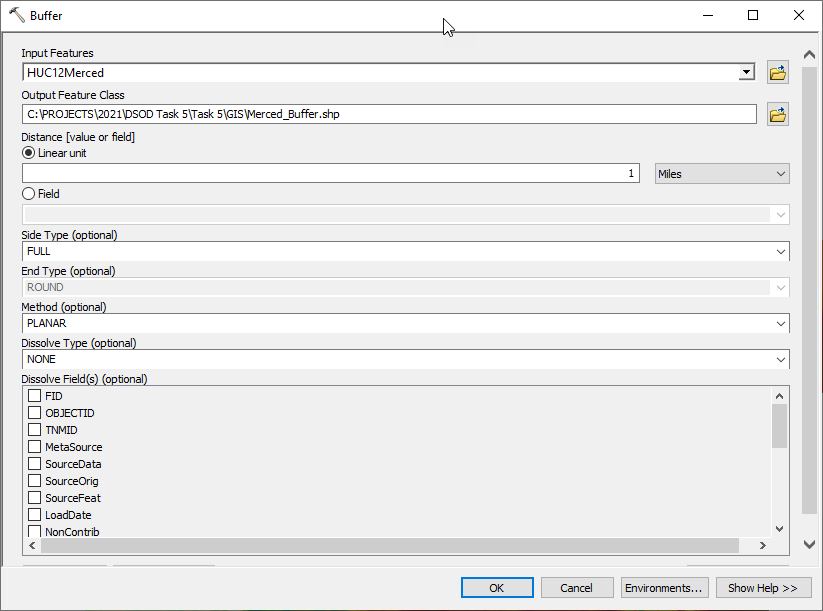 Buffer
Input Features
HUC12Merced
Output Feature Class
C:\PROJECTS\2021\DSOD Task 5\Task 5\GIS\Merced_Buffer.shp
Distance [value or field]
Linear unit
1 Miles
Field
Side Type (optional)
FULL
End Type (optional)
ROUND
Method (optional)
PLANAR
Dissolve Type (optional)
NONE
Dissolve Field(s) (optional)
FID
OBJECTID
TNMID
MetaSource
SourceData
SourceOrig
SourceFeat
LoadDate
NonContrib
OK Cancel Environments... Show Help >>